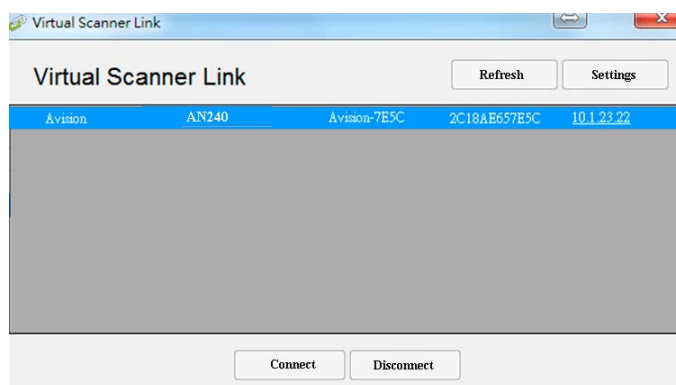 Virtual Scanner Link
Virtual Scanner Link Refresh Settings
Avision AN240 Avision-7E5C 2C18AE657E5C 10.1.23.22
Connect Disconnect